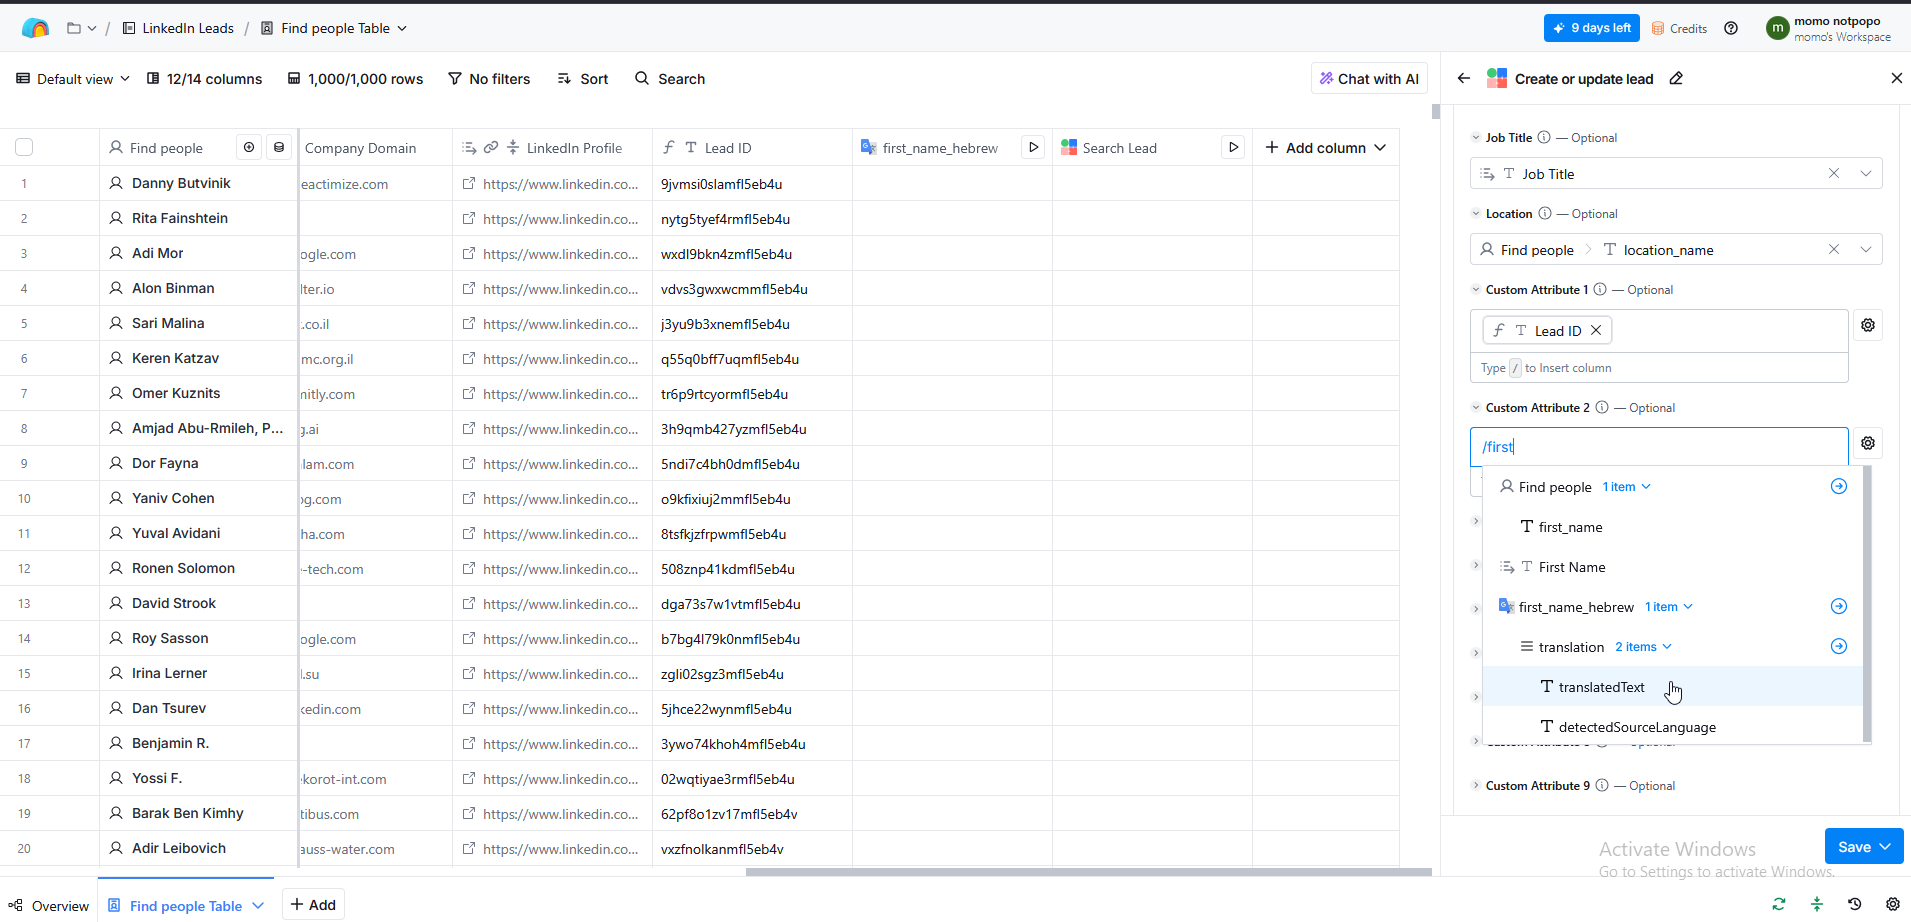 LinkedIn Leads / Find people Table
9 days left
Credits
m
momo notpopo
momo's Workspace
Default view
12/14 columns
1,000/1,000 rows
No filters
Sort
Search
Chat with AI
Create or update lead
Find people
Company Domain
LinkedIn Profile
Lead ID
first_name_hebrew
Search Lead
Add column
1 Danny Butvinik eactimize.com https://www.linkedin.co... 9jvmsi0slamfl5eb4u
2 Rita Fainshtein https://www.linkedin.co... nytg5tyef4rmfl5eb4u
3 Adi Mor ogle.com https://www.linkedin.co... wxdl9bkn4zmfl5eb4u
4 Alon Binman lter.io https://www.linkedin.co... vdvs3gwxwcmmfl5eb4u
5 Sari Malina .co.il https://www.linkedin.co... j3yu9b3xnemfl5eb4u
6 Keren Katzav mc.org.il https://www.linkedin.co... q55q0bff7uqmfl5eb4u
7 Omer Kuznits nitly.com https://www.linkedin.co... tr6p9rtcyormfl5eb4u
8 Amjad Abu-Rmileh, P... g.ai https://www.linkedin.co... 3h9qmb427yzmfl5eb4u
9 Dor Fayna lam.com https://www.linkedin.co... 5ndi7c4bh0dmfl5eb4u
10 Yaniv Cohen og.com https://www.linkedin.co... o9kfixiuj2mmfl5eb4u
11 Yuval Avidani ha.com https://www.linkedin.co... 8tsfkjzfrpwmfl5eb4u
12 Ronen Solomon -tech.com https://www.linkedin.co... 508znp41kdmfl5eb4u
13 David Strook https://www.linkedin.co... dga73s7w1vtmfl5eb4u
14 Roy Sasson ogle.com https://www.linkedin.co... b7bg4l79k0nmfl5eb4u
15 Irina Lerner l.su https://www.linkedin.co... zgli02sgz3mfl5eb4u
16 Dan Tsurev kedin.com https://www.linkedin.co... 5jhce22wynmfl5eb4u
17 Benjamin R. https://www.linkedin.co... 3ywo74khoh4mfl5eb4u
18 Yossi F. ekorot-int.com https://www.linkedin.co... 02wqtiyae3rmfl5eb4u
19 Barak Ben Kimhy tibus.com https://www.linkedin.co... 62pf8o1zv17mfl5eb4v
20 Adir Leibovich auss-water.com https://www.linkedin.co... vxzfnolkanmfl5eb4v
Job Title — Optional
Job Title
Location — Optional
Find people > location_name
Custom Attribute 1 — Optional
Lead ID
Type / to Insert column
Custom Attribute 2 — Optional
/first
Find people 1 item
first_name
First Name
first_name_hebrew 1 item
translation 2 items
translatedText
detectedSourceLanguage
Custom Attribute 9 — Optional
Activate Windows
Go to Settings to activate Windows.
Save
Overview
Find people Table
Add